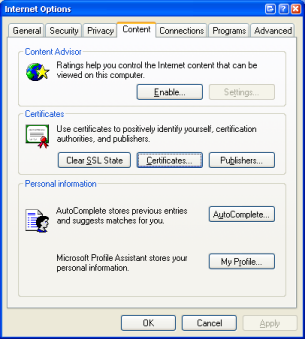 Internet Options
General Security Privacy Content Connections Programs Advanced
Content Advisor
Ratings help you control the Internet content that can be
viewed on this computer.
Enable... Settings...
Certificates
Use certificates to positively identify yourself, certification
authorities, and publishers.
Clear SSL State Certificates... Publishers...
Personal information
AutoComplete stores previous entries
and suggests matches for you.
AutoComplete...
Microsoft Profile Assistant stores your
personal information.
My Profile...
OK Cancel Apply